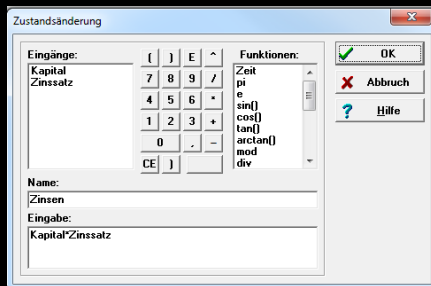 Zustandsänderung
Eingänge:
Kapital
Zinssatz
( ) E ^
7 8 9 /
4 5 6 *
1 2 3 +
0 . -
CE )
Funktionen:
Zeit
pi
e
sin()
cos()
tan()
arctan()
mod
div
OK
Abbruch
? Hilfe
Name:
Zinsen
Eingabe:
Kapital*Zinssatz